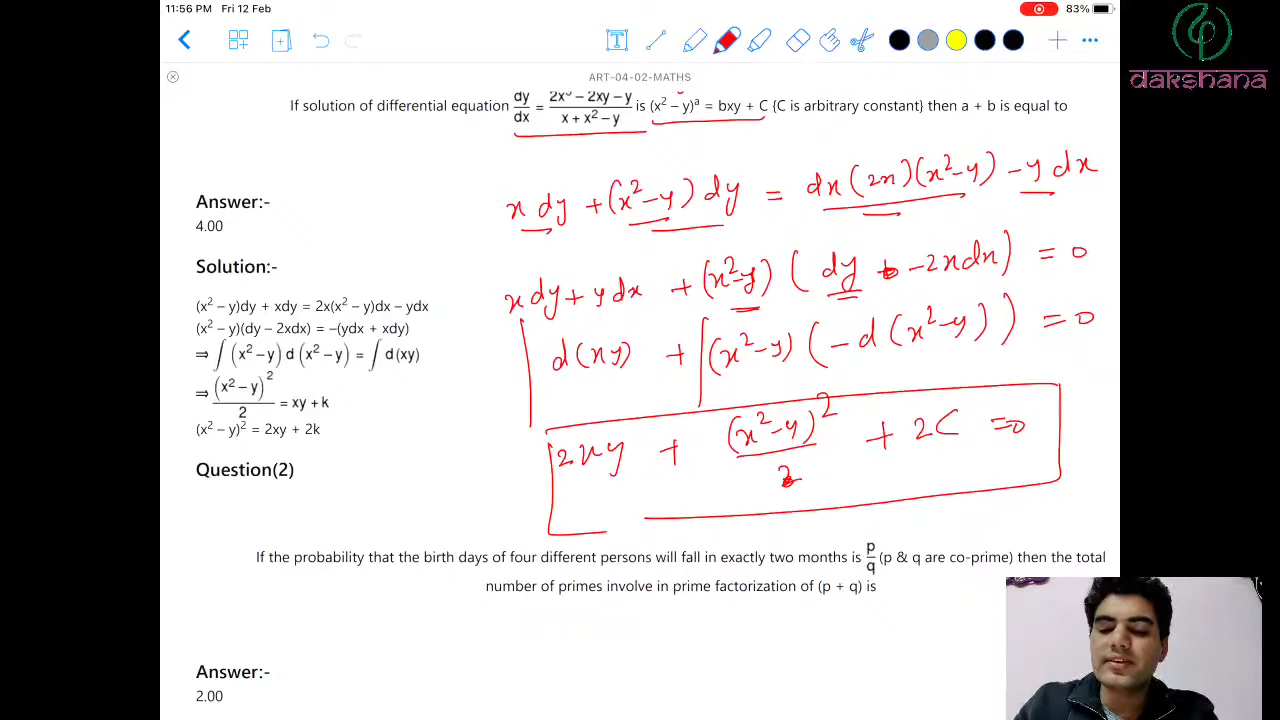 11:56 PM Fri 12 Feb
83%
ART-04-02-MATHS
dakshana
If solution of differential equation dy/dx = (2x³ − 2xy − y)/(x + x² − y) is (x² − y)ᵃ = bxy + C {C is arbitrary constant} then a + b is equal to
x dy + (x²-y) dy = dx (2x)(x²-y) - y dx
Answer:-
4.00
x dy + y dx + (x²-y) ( dy - 2x dx) = 0
Solution:-
(x² − y)dy + xdy = 2x(x² − y)dx − ydx
(x² − y)(dy − 2xdx) = −(ydx + xdy)
d(xy) + (x²-y) ( - d(x²-y)) = 0
⇒ ∫(x² − y) d (x² − y) = ∫d(xy)
⇒ (x² − y)²/2 = xy + k
2xy + (x²-y)²/2 + 2C = 0
(x² − y)² = 2xy + 2k
Question(2)
If the probability that the birth days of four different persons will fall in exactly two months is p/q (p & q are co-prime) then the total
number of primes involve in prime factorization of (p + q) is
Answer:-
2.00